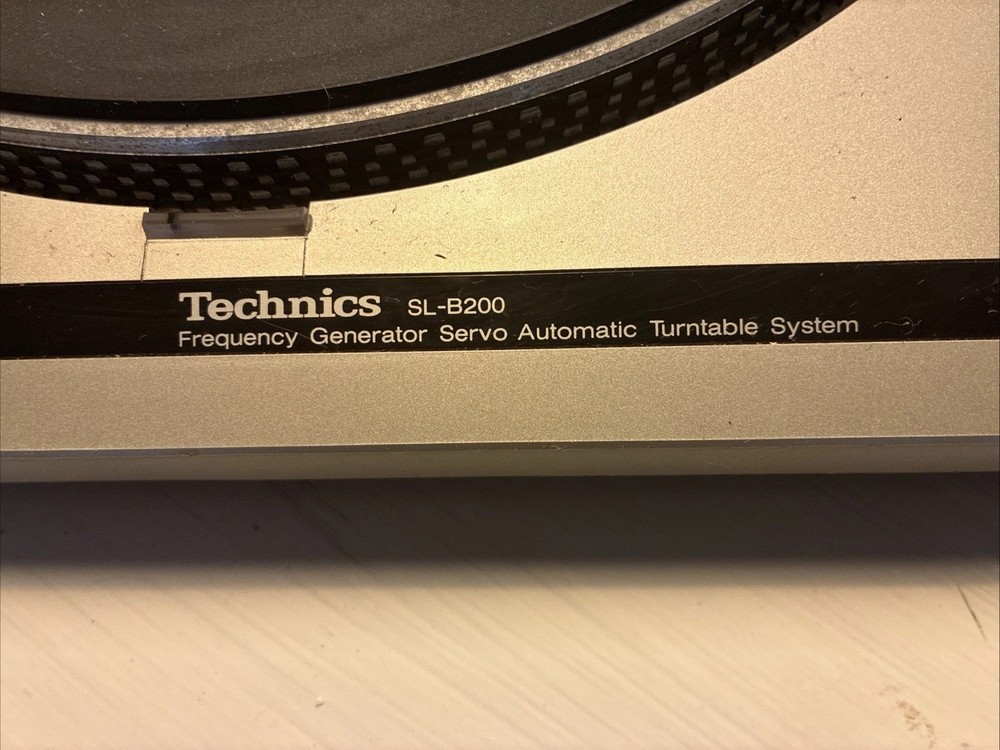 Technics SL-B200
Frequency Generator Servo Automatic Turntable System